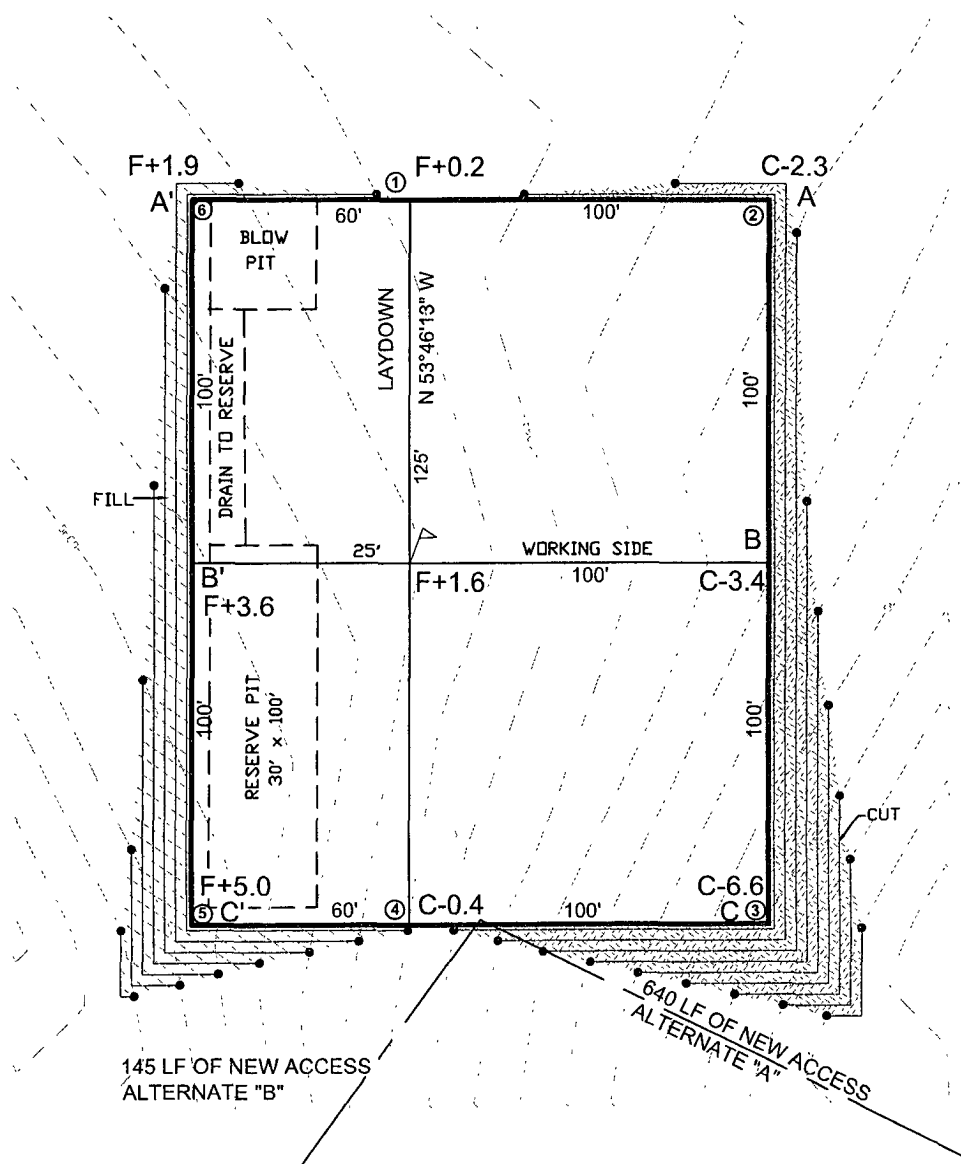 F+1.9
① F+0.2
C-2.3
A'
A
⑥
60'
100'
②
BLOW
PIT
LAYDOWN
N 53°46'13" W
100'
DRAIN TO RESERVE
100'
125'
FILL
25'
WORKING SIDE
B
B'
F+1.6
100'
C-3.4
F+3.6
100'
RESERVE PIT
30' x 100'
100'
CUT
F+5.0
C-6.6
⑤ C'
60'
④ C-0.4
100'
C ③
640 LF OF NEW ACCESS
ALTERNATE "A"
145 LF OF NEW ACCESS
ALTERNATE "B"